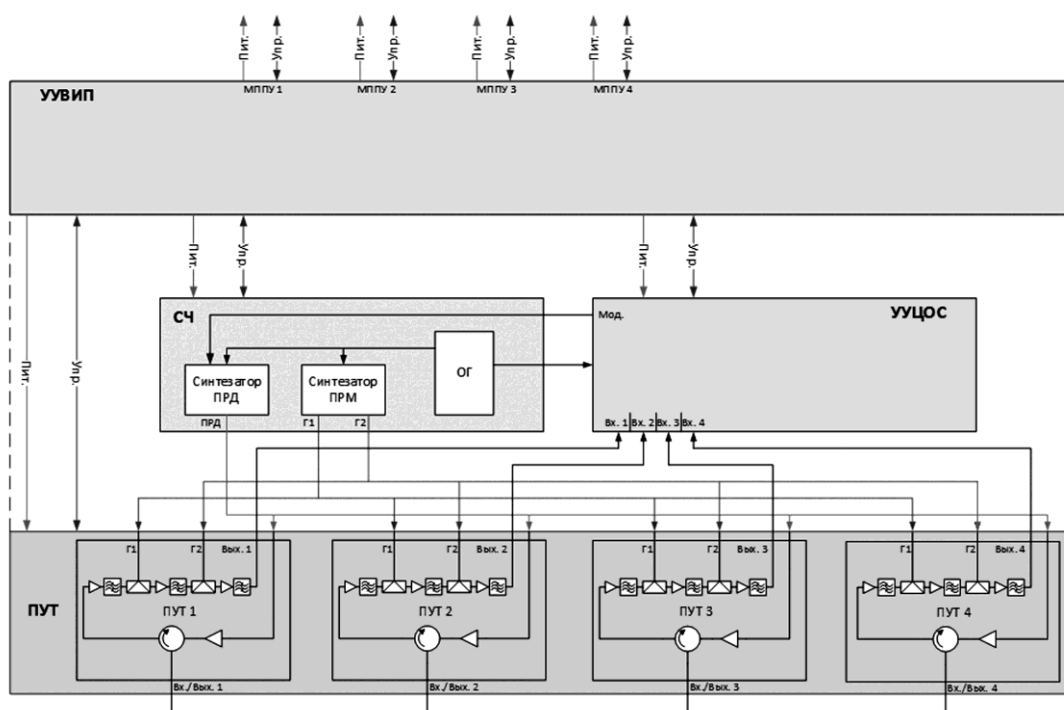 Пит. Упр. Пит. Упр. Пит. Упр. Пит. Упр.
МППУ 1 МППУ 2 МППУ 3 МППУ 4
УУВИП
Пит. Упр. Пит. Упр.
СЧ
УУЦОС
Мод.
ОГ
Синтезатор
ПРД
Синтезатор
ПРМ
Пит. Упр.
ПРД Г1 Г2
Вх. 1 Вх. 2 Вх. 3 Вх. 4
Г1 Г2 Вых. 1 Г1 Г2 Вых. 2 Г1 Г2 Вых. 3 Г1 Г2 Вых. 4
ПУТ
ПУТ 1 ПУТ 2 ПУТ 3 ПУТ 4
Вх./Вых. 1 Вх./Вых. 2 Вх./Вых. 3 Вх./Вых. 4